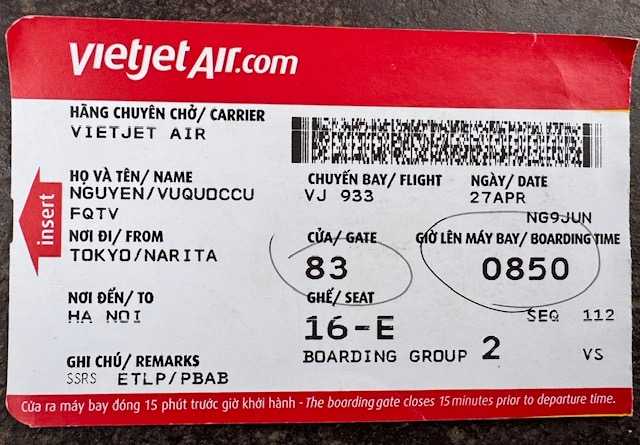 vietjetAir.com
HÃNG CHUYÊN CHỞ/ CARRIER
VIETJET AIR
HỌ VÀ TÊN/ NAME
NGUYEN/VUQUOCCU
FQTV
CHUYẾN BAY/ FLIGHT
VJ 933
NGÀY/ DATE
27APR
NG9JUN
insert
NƠI ĐI/ FROM
TOKYO/NARITA
CỬA/ GATE
83
GIỜ LÊN MÁY BAY/ BOARDING TIME
0850
NƠI ĐẾN/ TO
HA NOI
GHẾ/ SEAT
16-E
SEQ 112
BOARDING GROUP 2
VS
GHI CHÚ/ REMARKS
SSRS ETLP/PBAB
Cửa ra máy bay đóng 15 phút trước giờ khởi hành - The boarding gate closes 15 minutes prior to departure time.